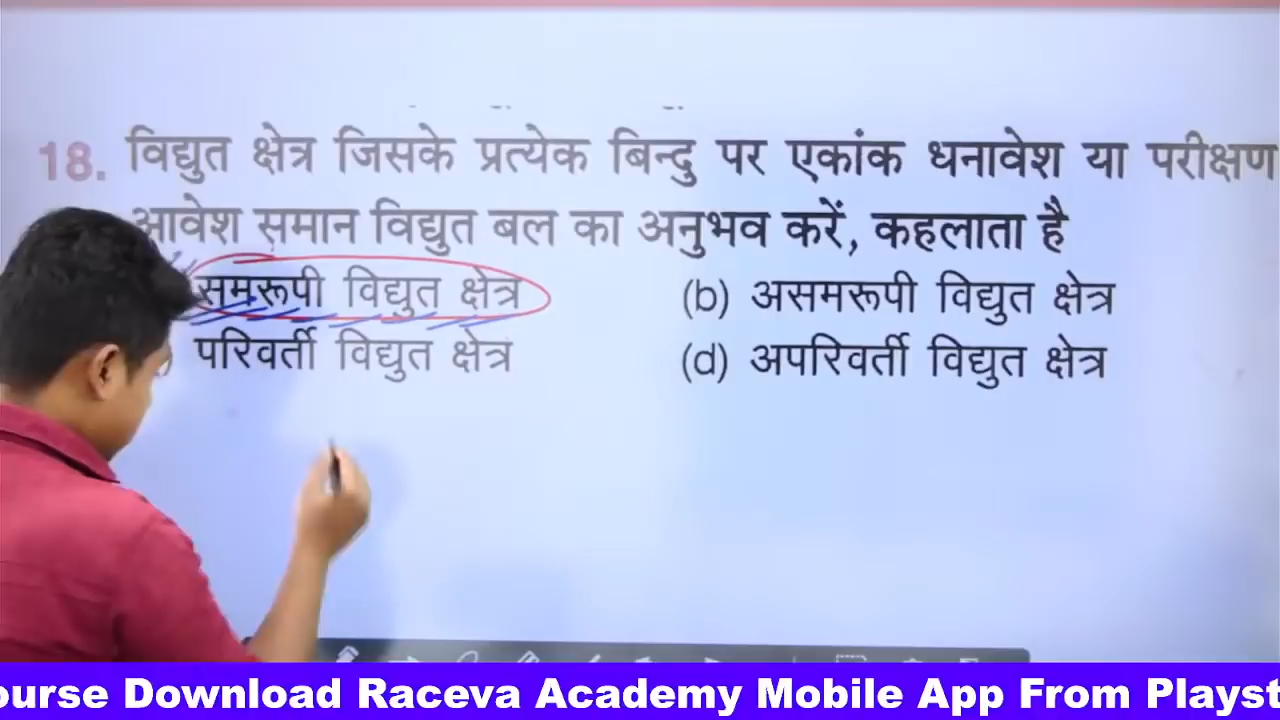 18. विद्युत क्षेत्र जिसके प्रत्येक बिन्दु पर एकांक धनावेश या परीक्षण
आवेश समान विद्युत बल का अनुभव करें, कहलाता है
समरूपी विद्युत क्षेत्र (b) असमरूपी विद्युत क्षेत्र
परिवर्ती विद्युत क्षेत्र (d) अपरिवर्ती विद्युत क्षेत्र
ourse Download Raceva Academy Mobile App From Playst